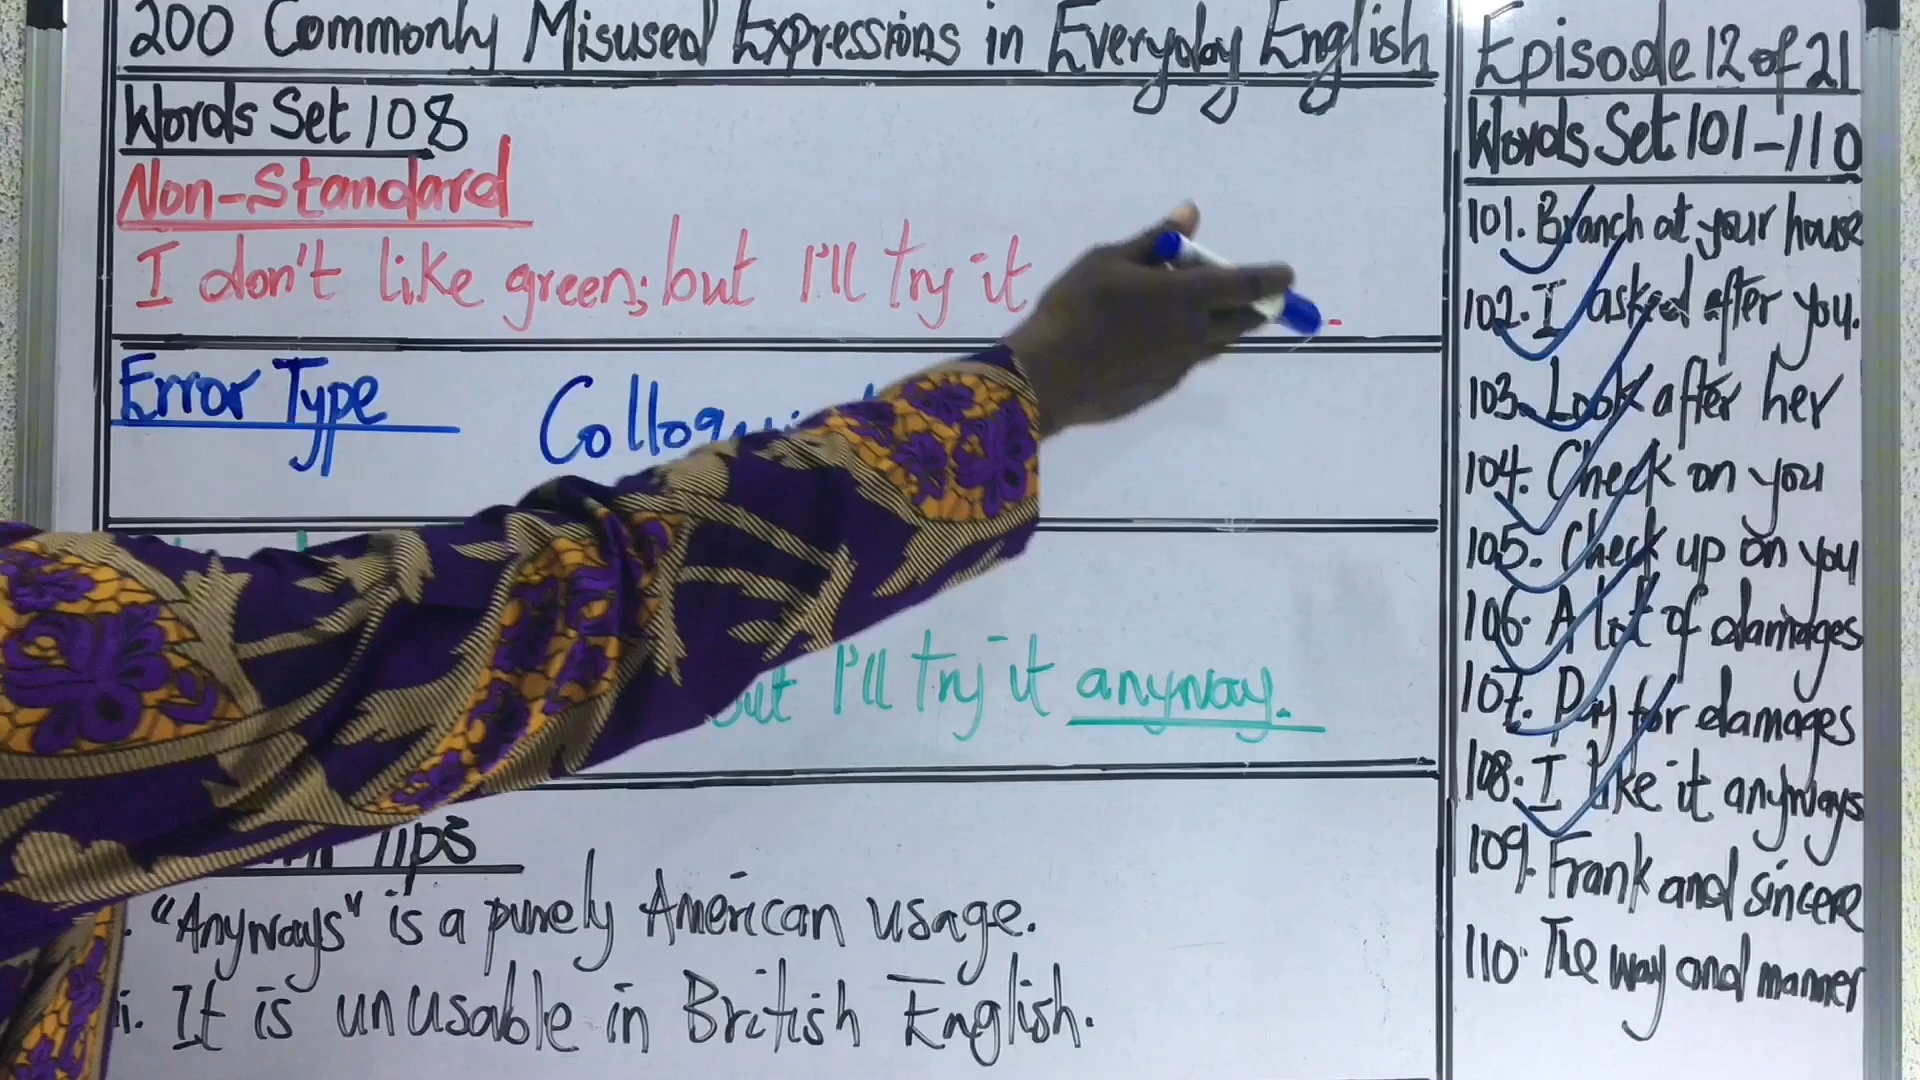 200 Commonly Misused Expressions in Everyday English
Words Set 108
Non-Standard
I don't like green; but I'll try it
Error Type
Colloquial
but I'll try it anyway.
Tips
"Anyways" is a purely American usage.
ii. It is unusable in British English.
Episode 12 of 21
Words Set 101-110
101. Branch at your house
102. I asked after you.
103. Look after her
104. Check on you
105. Check up on you
106. A lot of damages
107. Pay for damages
108. I like it anyways
109. Frank and sincere
110. The way and manner